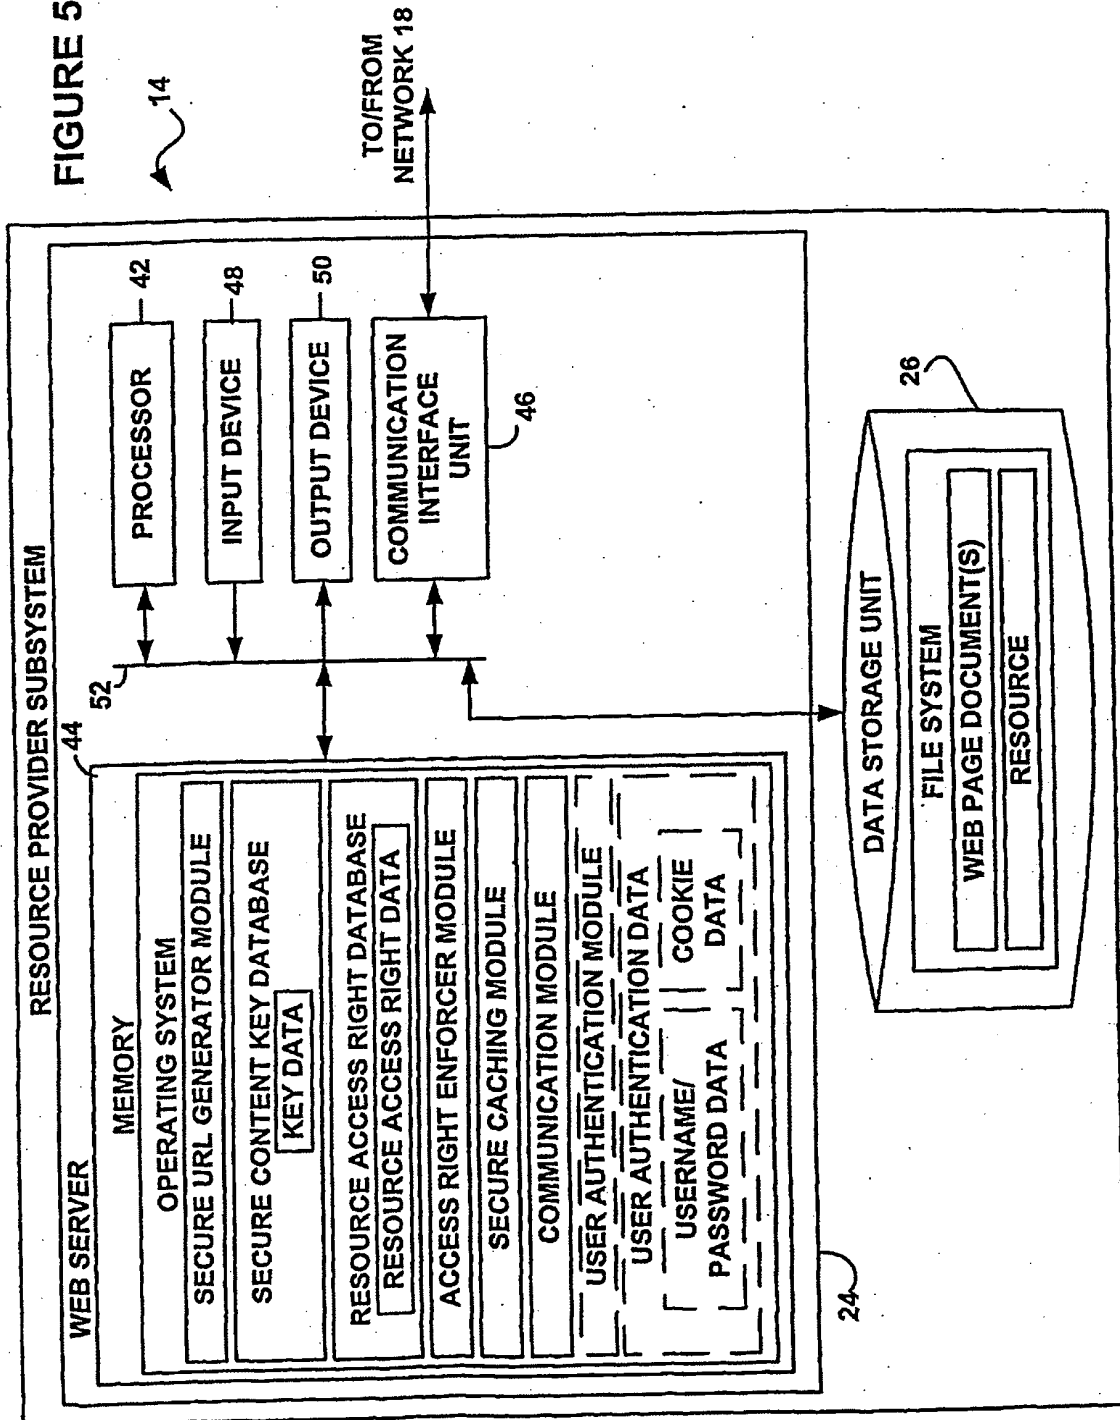 FIGURE 5
14
RESOURCE PROVIDER SUBSYSTEM
WEB SERVER
44
MEMORY
OPERATING SYSTEM
SECURE URL GENERATOR MODULE
SECURE CONTENT KEY DATABASE
KEY DATA
RESOURCE ACCESS RIGHT DATABASE
RESOURCE ACCESS RIGHT DATA
ACCESS RIGHT ENFORCER MODULE
SECURE CACHING MODULE
COMMUNICATION MODULE
USER AUTHENTICATION MODULE
USER AUTHENTICATION DATA
USERNAME/
PASSWORD DATA
COOKIE
DATA
24
52
PROCESSOR
42
INPUT DEVICE
48
OUTPUT DEVICE
50
COMMUNICATION
INTERFACE
UNIT
46
TO/FROM
NETWORK 18
DATA STORAGE UNIT
26
FILE SYSTEM
WEB PAGE DOCUMENT(S)
RESOURCE